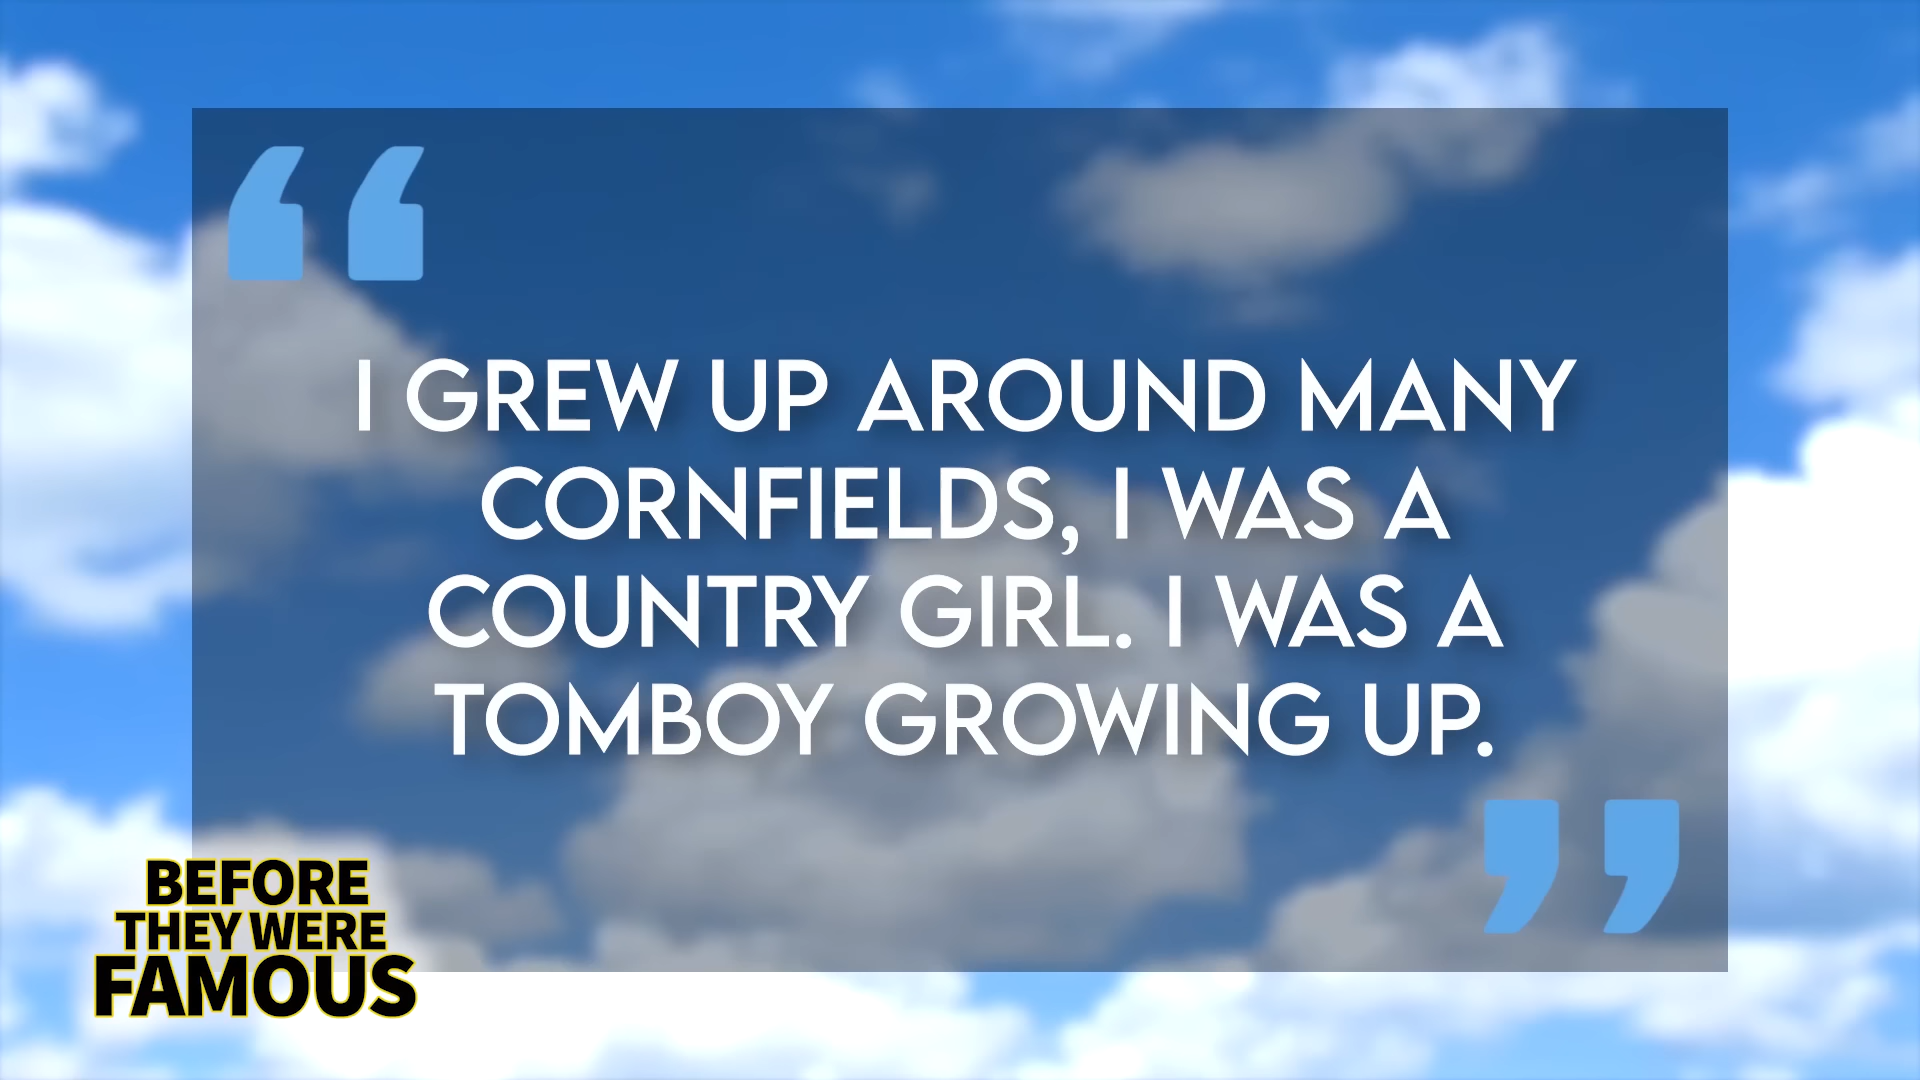 “
I GREW UP AROUND MANY
CORNFIELDS, I WAS A
COUNTRY GIRL. I WAS A
TOMBOY GROWING UP.
”
BEFORE
THEY WERE
FAMOUS